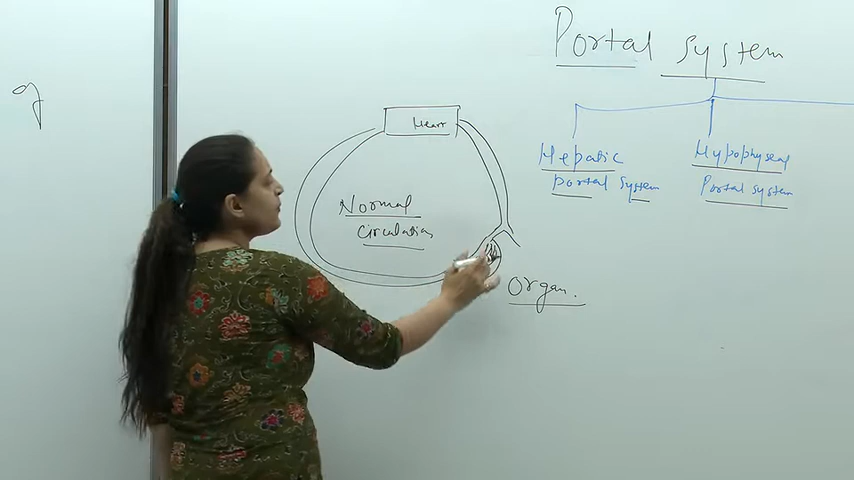 Portal System
Hepatic
portal System
Hypophyseal
Portal System
Heart
Normal
Circulation
Organ.